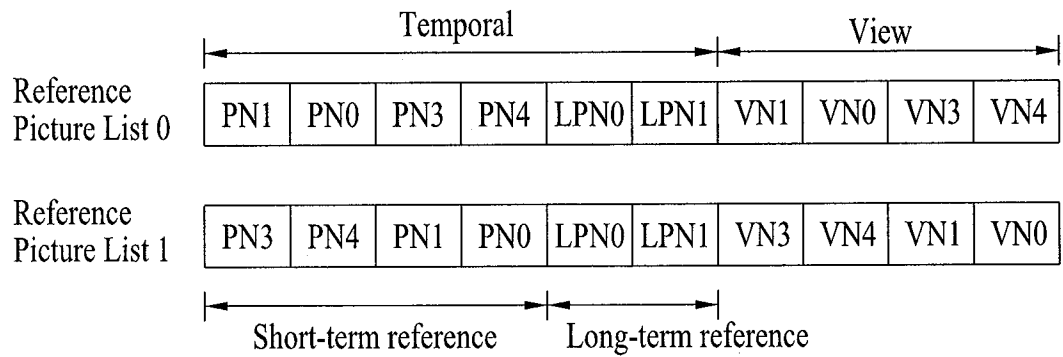 Temporal View
Reference
Picture List 0
PN1 PN0 PN3 PN4 LPN0 LPN1 VN1 VN0 VN3 VN4
Reference
Picture List 1
PN3 PN4 PN1 PN0 LPN0 LPN1 VN3 VN4 VN1 VN0
Short-term reference Long-term reference